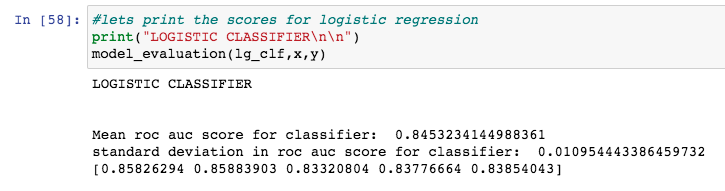 In [58]: #lets print the scores for logistic regression
print("LOGISTIC CLASSIFIER\n\n")
model_evaluation(lg_clf,x,y)
LOGISTIC CLASSIFIER
Mean roc auc score for classifier:  0.8453234144988361
standard deviation in roc auc score for classifier:  0.010954443386459732
[0.85826294 0.85883903 0.83320804 0.83776664 0.83854043]